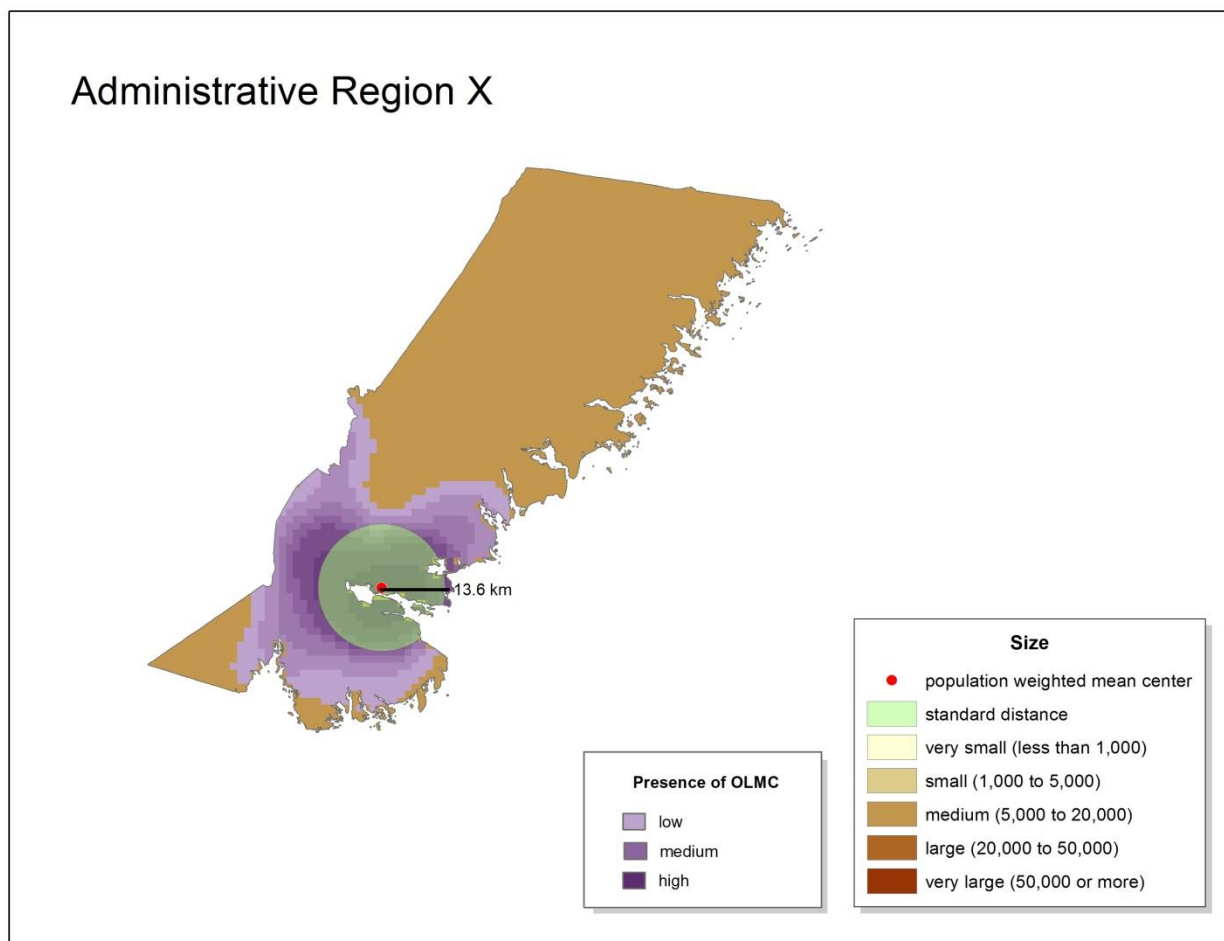 Administrative Region X
13.6 km
Presence of OLMC
low
medium
high
Size
population weighted mean center
standard distance
very small (less than 1,000)
small (1,000 to 5,000)
medium (5,000 to 20,000)
large (20,000 to 50,000)
very large (50,000 or more)